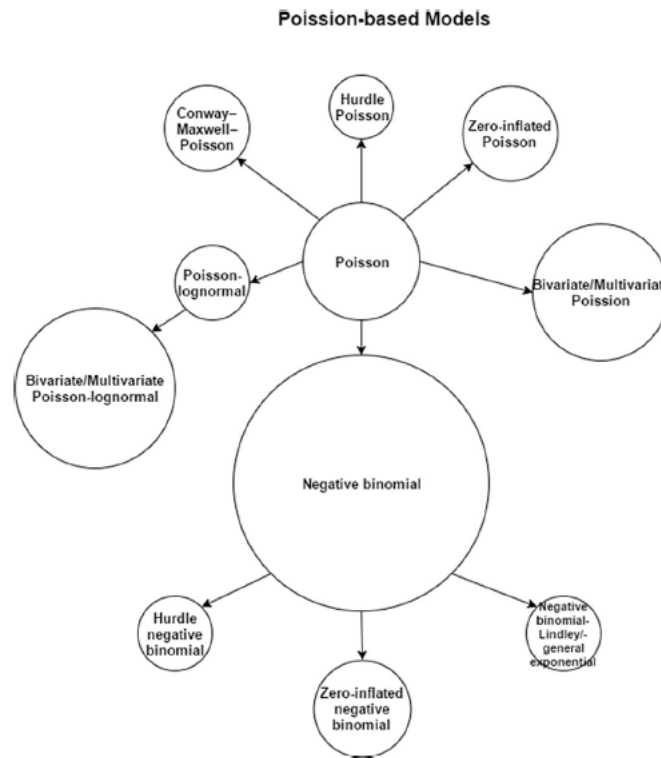 Poission-based Models
Hurdle
Poisson
Conway–
Maxwell–
Poisson
Zero-inflated
Poisson
Poisson
Poisson-
lognormal
Bivariate/Multivariat
Poission
Bivariate/Multivariate
Poisson-lognormal
Negative binomial
Hurdle
negative
binomial
Negative
binomial-
Lindley/-
general
exponential
Zero-inflated
negative
binomial